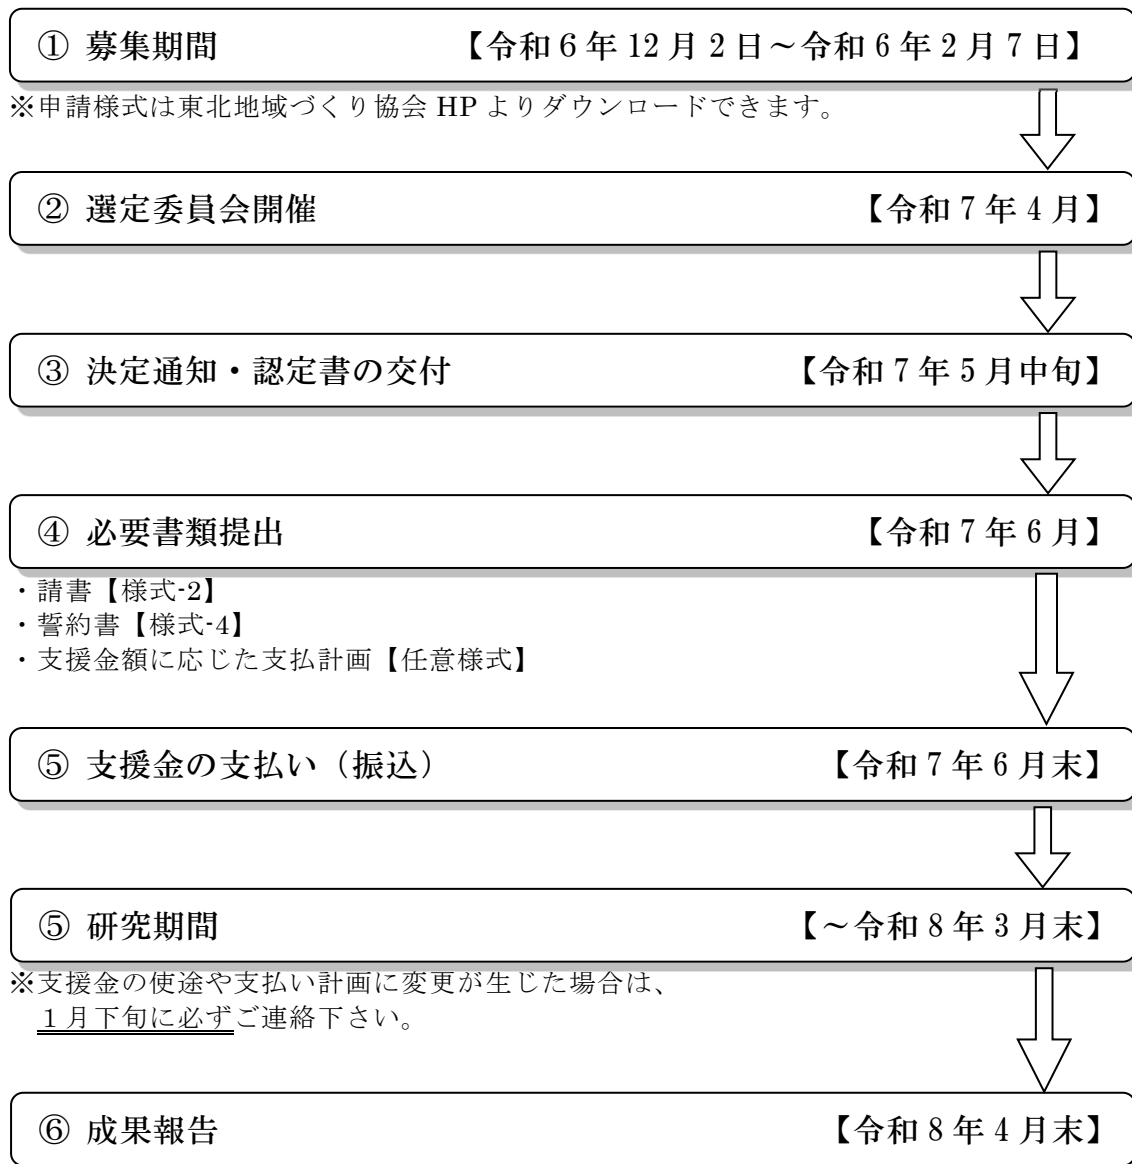 ① 募集期間 【令和６年 12 月 2 日～令和 6 年 2 月 7 日】
※申請様式は東北地域づくり協会 HP よりダウンロードできます。
② 選定委員会開催 【令和 7 年 4 月】
③ 決定通知・認定書の交付 【令和 7 年 5 月中旬】
④ 必要書類提出 【令和 7 年 6 月】
・請書【様式-2】
・誓約書【様式-4】
・支援金額に応じた支払計画【任意様式】
⑤ 支援金の支払い（振込） 【令和 7 年 6 月末】
⑤ 研究期間 【～令和 8 年 3 月末】
※支援金の使途や支払い計画に変更が生じた場合は、
１月下旬に必ずご連絡下さい。
⑥ 成果報告 【令和 8 年 4 月末】